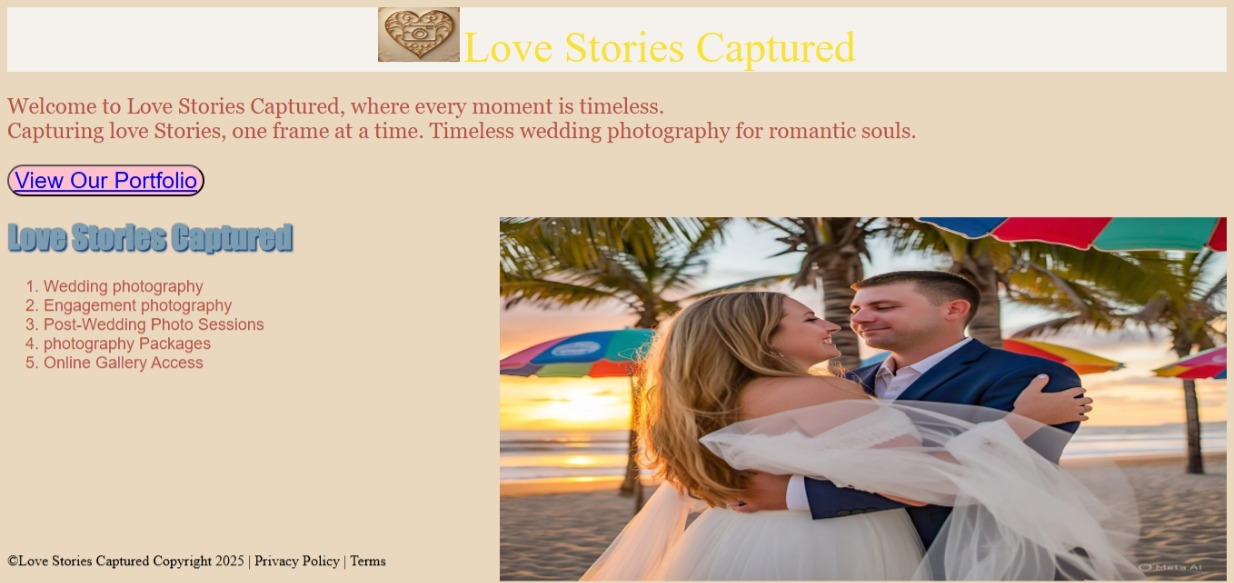 Love Stories Captured
Welcome to Love Stories Captured, where every moment is timeless.
Capturing love Stories, one frame at a time. Timeless wedding photography for romantic souls.
View Our Portfolio
Love Stories Captured
1. Wedding photography
2. Engagement photography
3. Post-Wedding Photo Sessions
4. photography Packages
5. Online Gallery Access
©Love Stories Captured Copyright 2025 | Privacy Policy | Terms
Meta AI